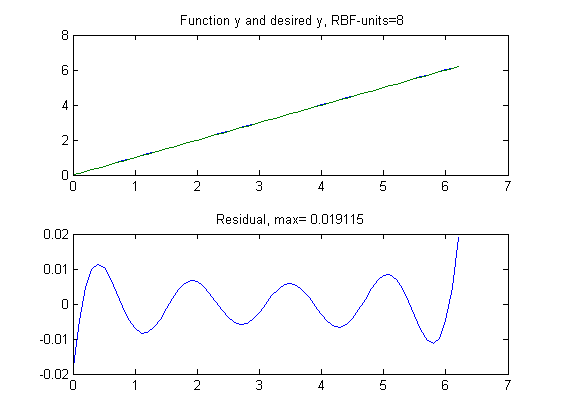 Function y and desired y, RBF-units=8
8
6
4
2
0
0 1 2 3 4 5 6 7
Residual, max= 0.019115
0.02
0.01
0
-0.01
-0.02
0 1 2 3 4 5 6 7